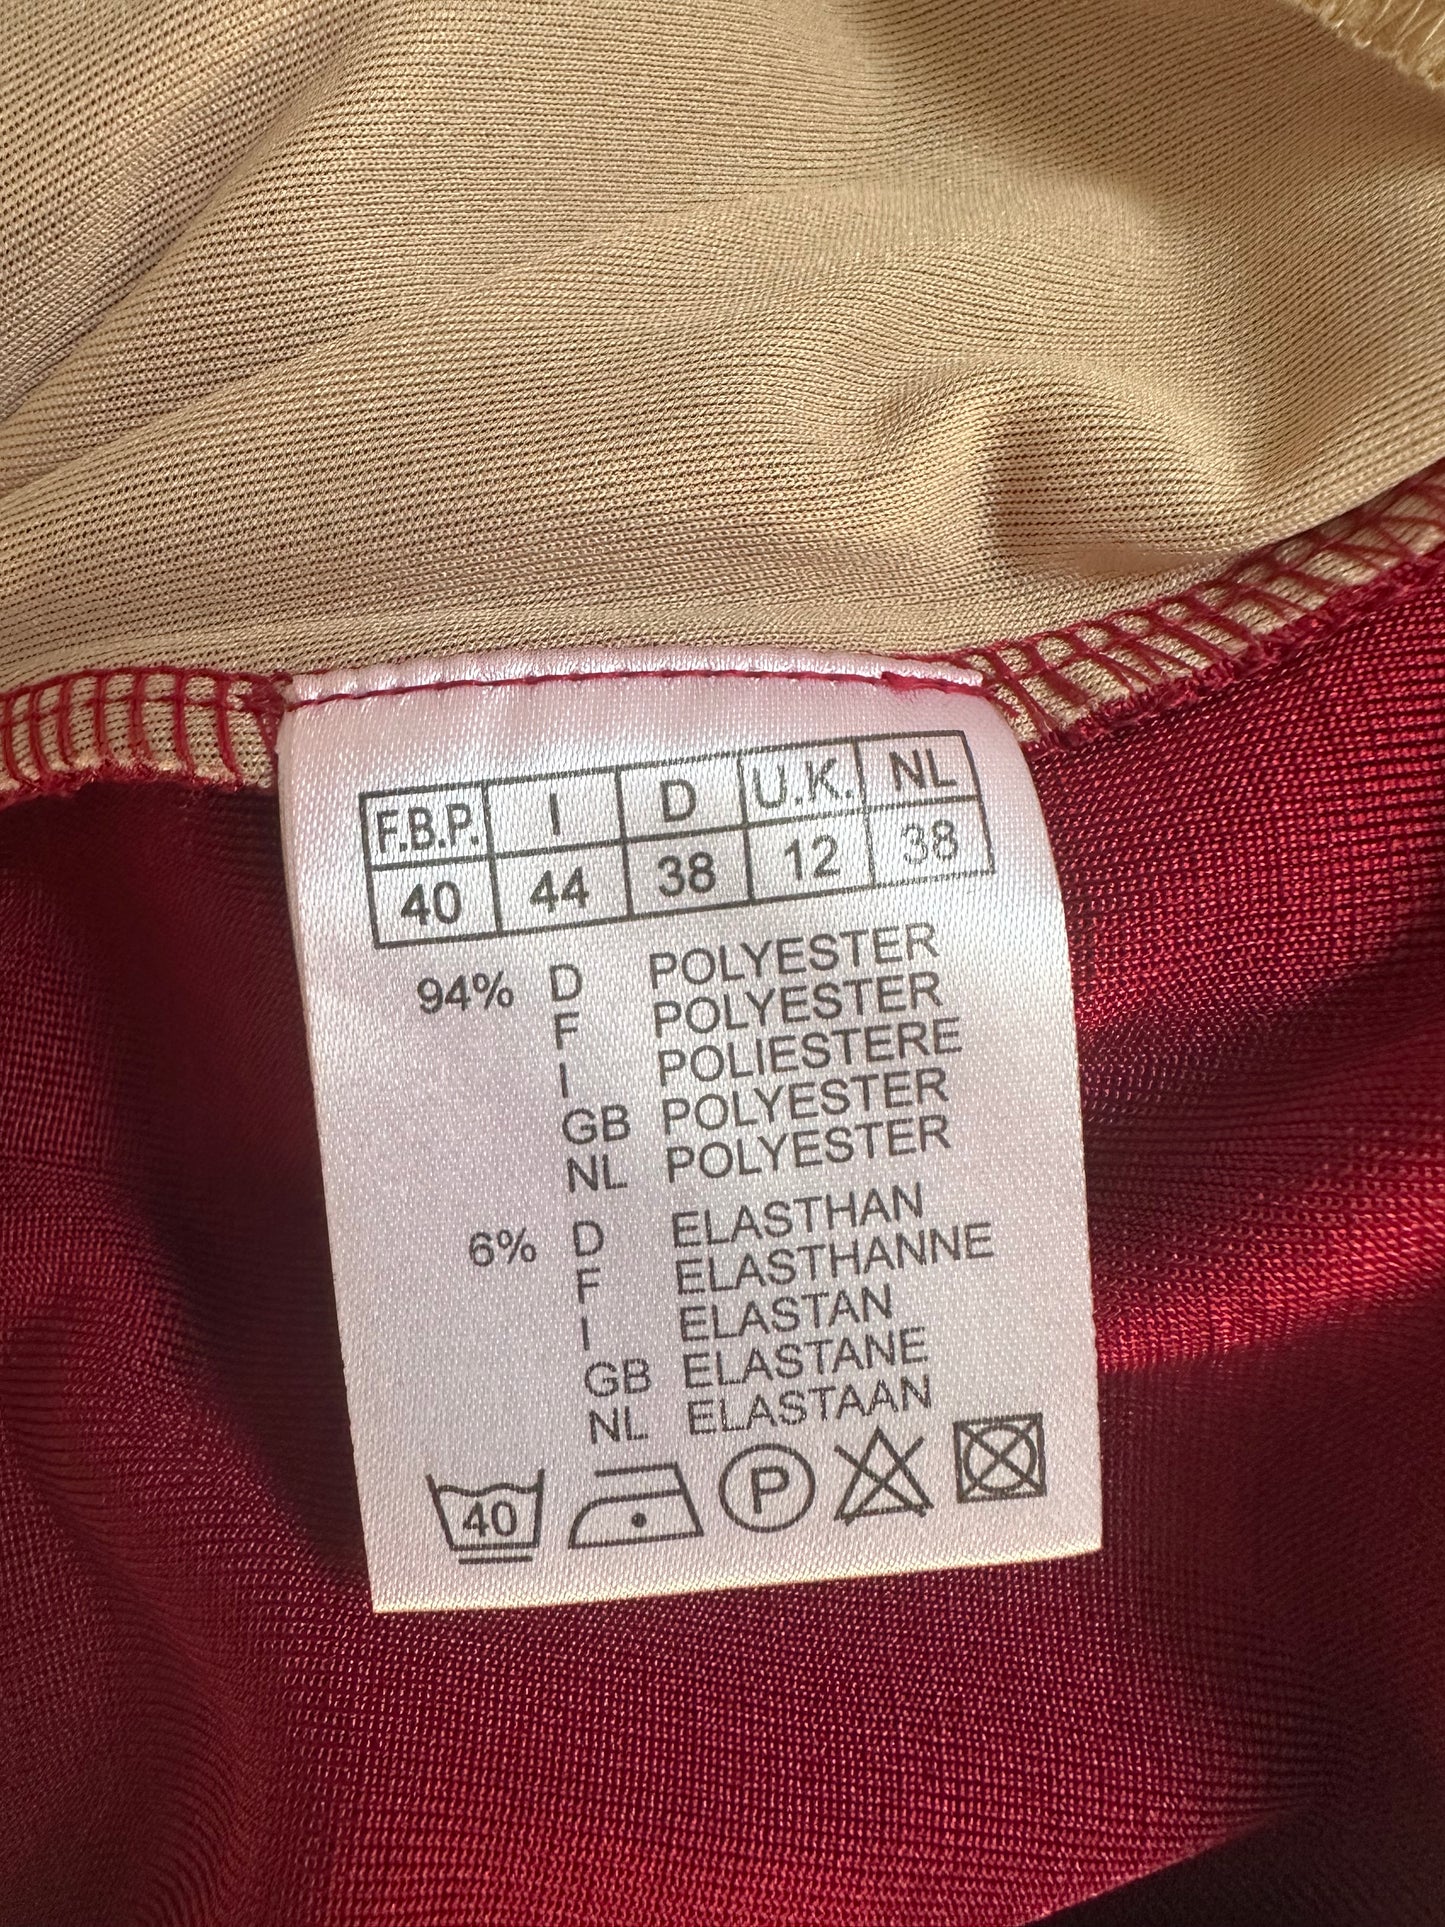 F.B.P. I D U.K. NL
40 44 38 12 38
94% D POLYESTER
F POLYESTER
I POLIESTERE
GB POLYESTER
NL POLYESTER
6% D ELASTHAN
F ELASTHANNE
I ELASTAN
GB ELASTANE
NL ELASTAAN
40 P